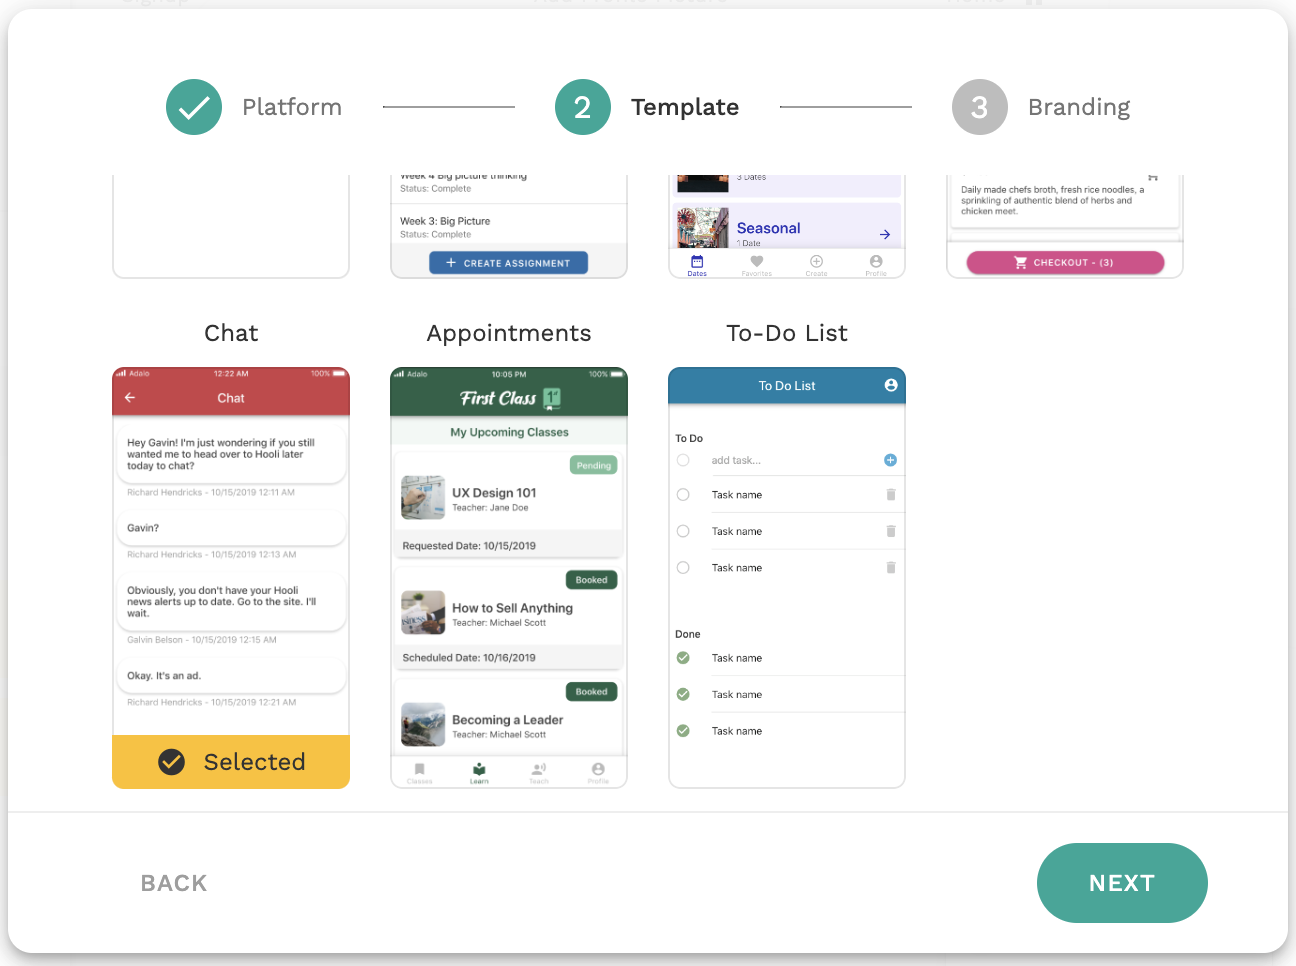 Platform
2
Template
3
Branding
Week 4 Big picture thinking
Status: Complete
Week 3: Big Picture
Status: Complete
+ CREATE ASSIGNMENT
3 Dates
Seasonal
1 Date
Dates
Favorites
Create
Profile
Daily made chefs broth, fresh rice noodles, a
sprinkling of authentic blend of herbs and
chicken meet.
CHECKOUT - (3)
Chat
Adalo
12:22 AM
100%
Chat
Hey Gavin! I'm just wondering if you still
wanted me to head over to Hooli later
today to chat?
Richard Hendricks - 10/15/2019 12:11 AM
Gavin?
Richard Hendricks - 10/15/2019 12:13 AM
Obviously, you don't have your Hooli
news alerts up to date. Go to the site. I'll
wait.
Galvin Belson - 10/15/2019 12:15 AM
Okay. It's an ad.
Richard Hendricks - 10/15/2019 12:21 AM
Selected
Appointments
Adalo
10:05 PM
100%
First Class
My Upcoming Classes
Pending
UX Design 101
Teacher: Jane Doe
Requested Date: 10/15/2019
Booked
How to Sell Anything
Teacher: Michael Scott
Scheduled Date: 10/16/2019
Booked
Becoming a Leader
Teacher: Michael Scott
Classes
Learn
Teach
Profile
To-Do List
To Do List
To Do
add task...
Task name
Task name
Task name
Done
Task name
Task name
Task name
BACK
NEXT